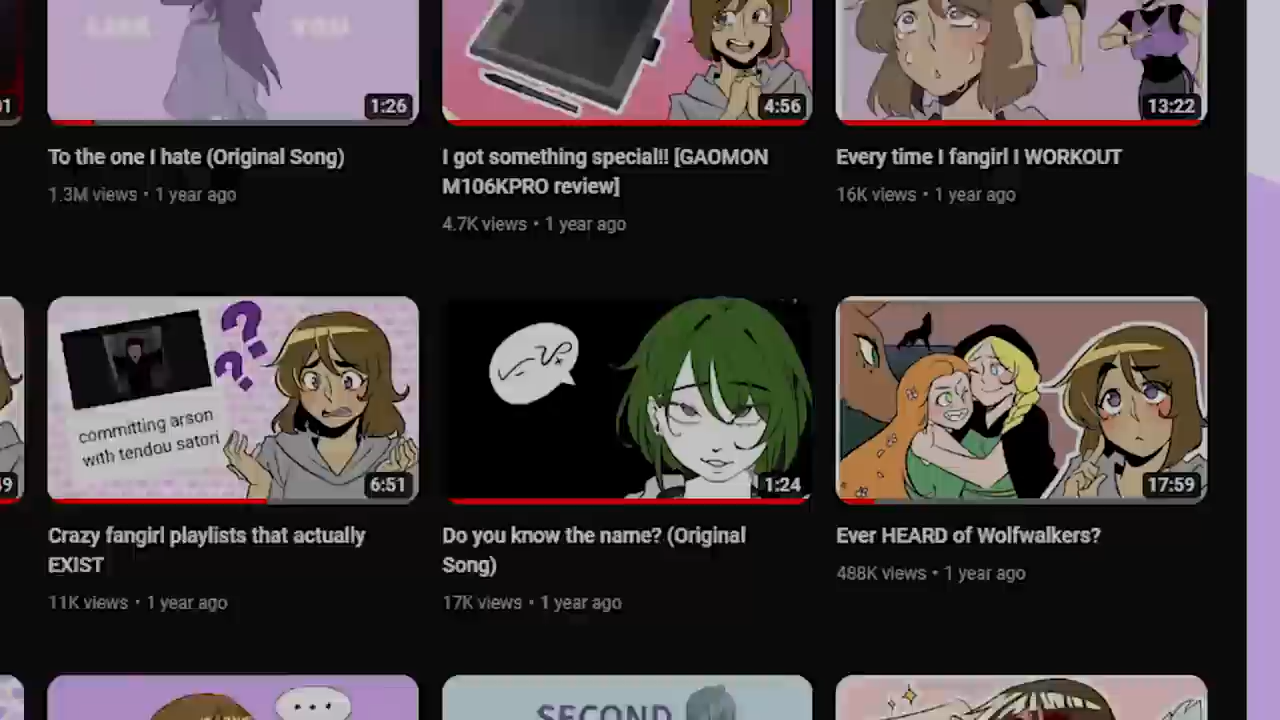 YOU
01
1:26
4:56
13:22
To the one I hate (Original Song)
1.3M views • 1 year ago
I got something special!! [GAOMON
M106KPRO review]
4.7K views • 1 year ago
Every time I fangirl I WORKOUT
16K views • 1 year ago
??
committing arson
with tendou satori
49
6:51
1:24
17:59
Crazy fangirl playlists that actually
EXIST
11K views • 1 year ago
Do you know the name? (Original
Song)
17K views • 1 year ago
Ever HEARD of Wolfwalkers?
488K views • 1 year ago
...
SECOND